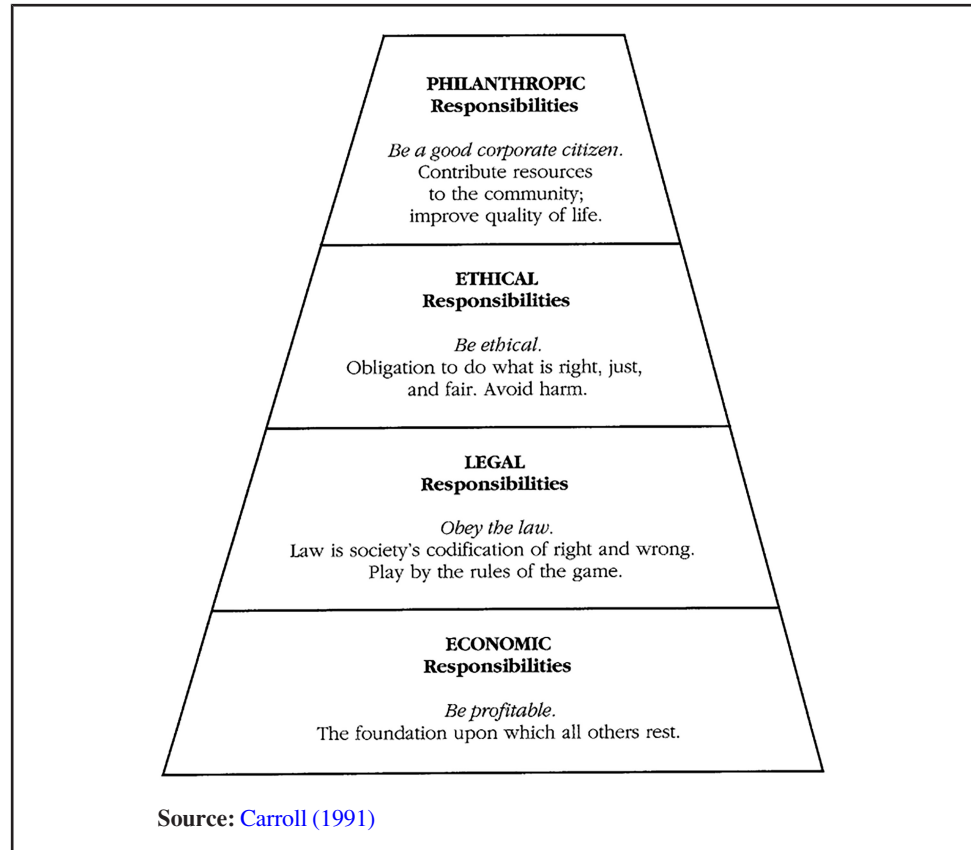 PHILANTHROPIC
Responsibilities
Be a good corporate citizen.
Contribute resources
to the community;
improve quality of life.
ETHICAL
Responsibilities
Be ethical.
Obligation to do what is right, just,
and fair. Avoid harm.
LEGAL
Responsibilities
Obey the law.
Law is society's codification of right and wrong.
Play by the rules of the game.
ECONOMIC
Responsibilities
Be profitable.
The foundation upon which all others rest.
Source: Carroll (1991)